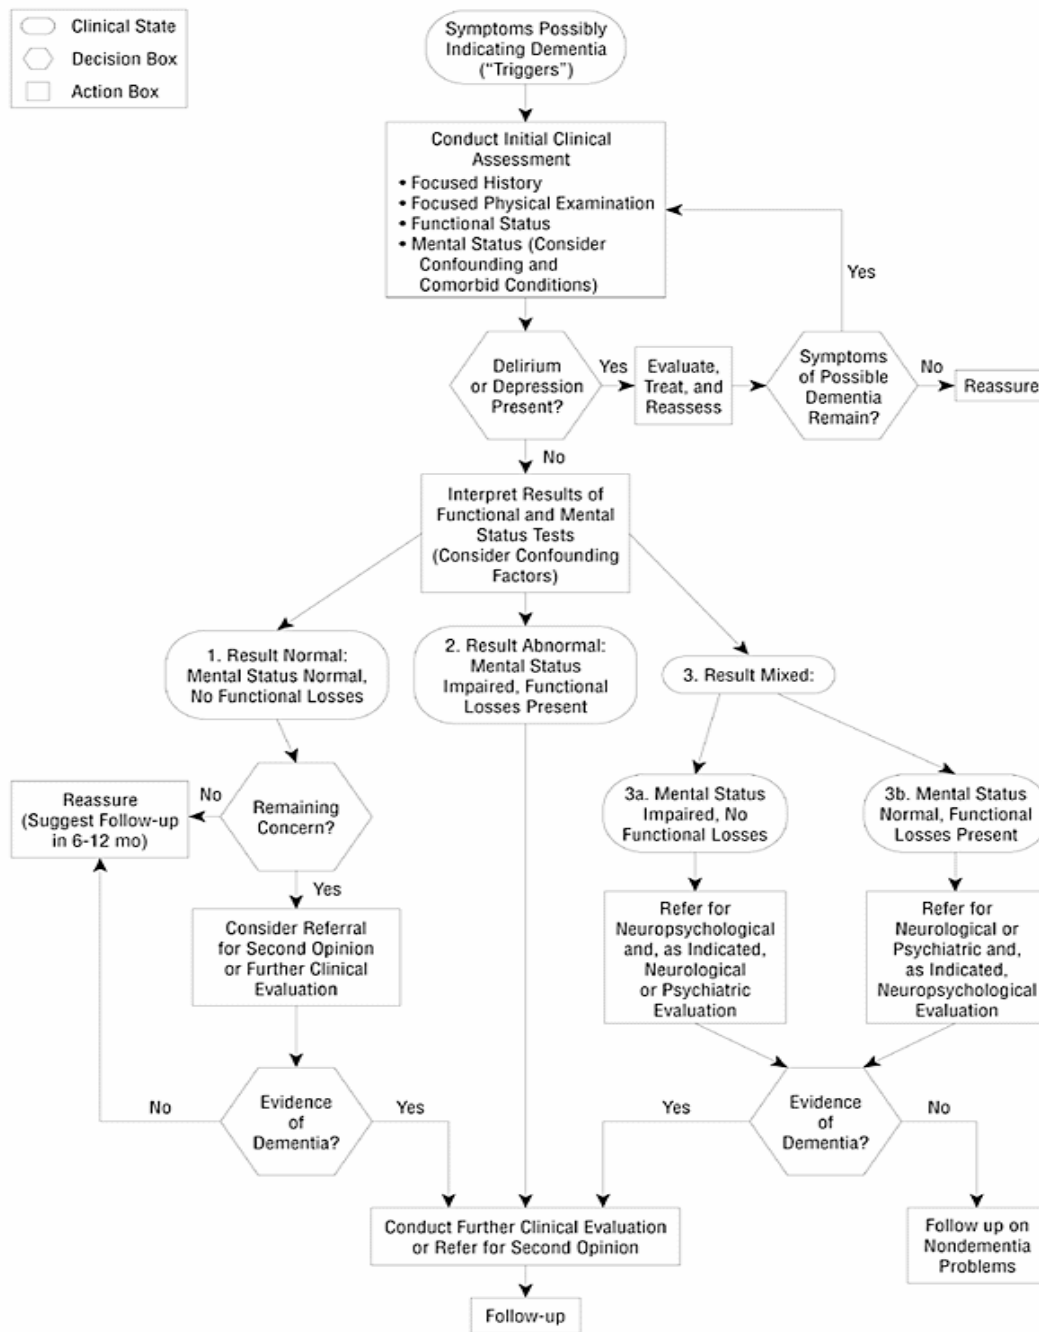 Clinical State
Decision Box
Action Box
Symptoms Possibly
Indicating Dementia
(“Triggers”)
Conduct Initial Clinical
Assessment
• Focused History
• Focused Physical Examination
• Functional Status
• Mental Status (Consider
Confounding and
Comorbid Conditions)
Yes
Delirium
or Depression
Present?
Yes
Evaluate,
Treat, and
Reassess
Symptoms
of Possible
Dementia
Remain?
No
Reassure
No
Interpret Results of
Functional and Mental
Status Tests
(Consider Confounding
Factors)
1. Result Normal:
Mental Status Normal,
No Functional Losses
2. Result Abnormal:
Mental Status
Impaired, Functional
Losses Present
3. Result Mixed:
Reassure
(Suggest Follow-up
in 6-12 mo)
No
Remaining
Concern?
3a. Mental Status
Impaired, No
Functional Losses
3b. Mental Status
Normal, Functional
Losses Present
Yes
Consider Referral
for Second Opinion
or Further Clinical
Evaluation
Refer for
Neuropsychological
and, as Indicated,
Neurological
or Psychiatric
Evaluation
Refer for
Neurological or
Psychiatric and,
as Indicated,
Neuropsychological
Evaluation
No
Evidence
of
Dementia?
Yes
Yes
Evidence
of
Dementia?
No
Conduct Further Clinical Evaluation
or Refer for Second Opinion
Follow up on
Nondementia
Problems
Follow-up